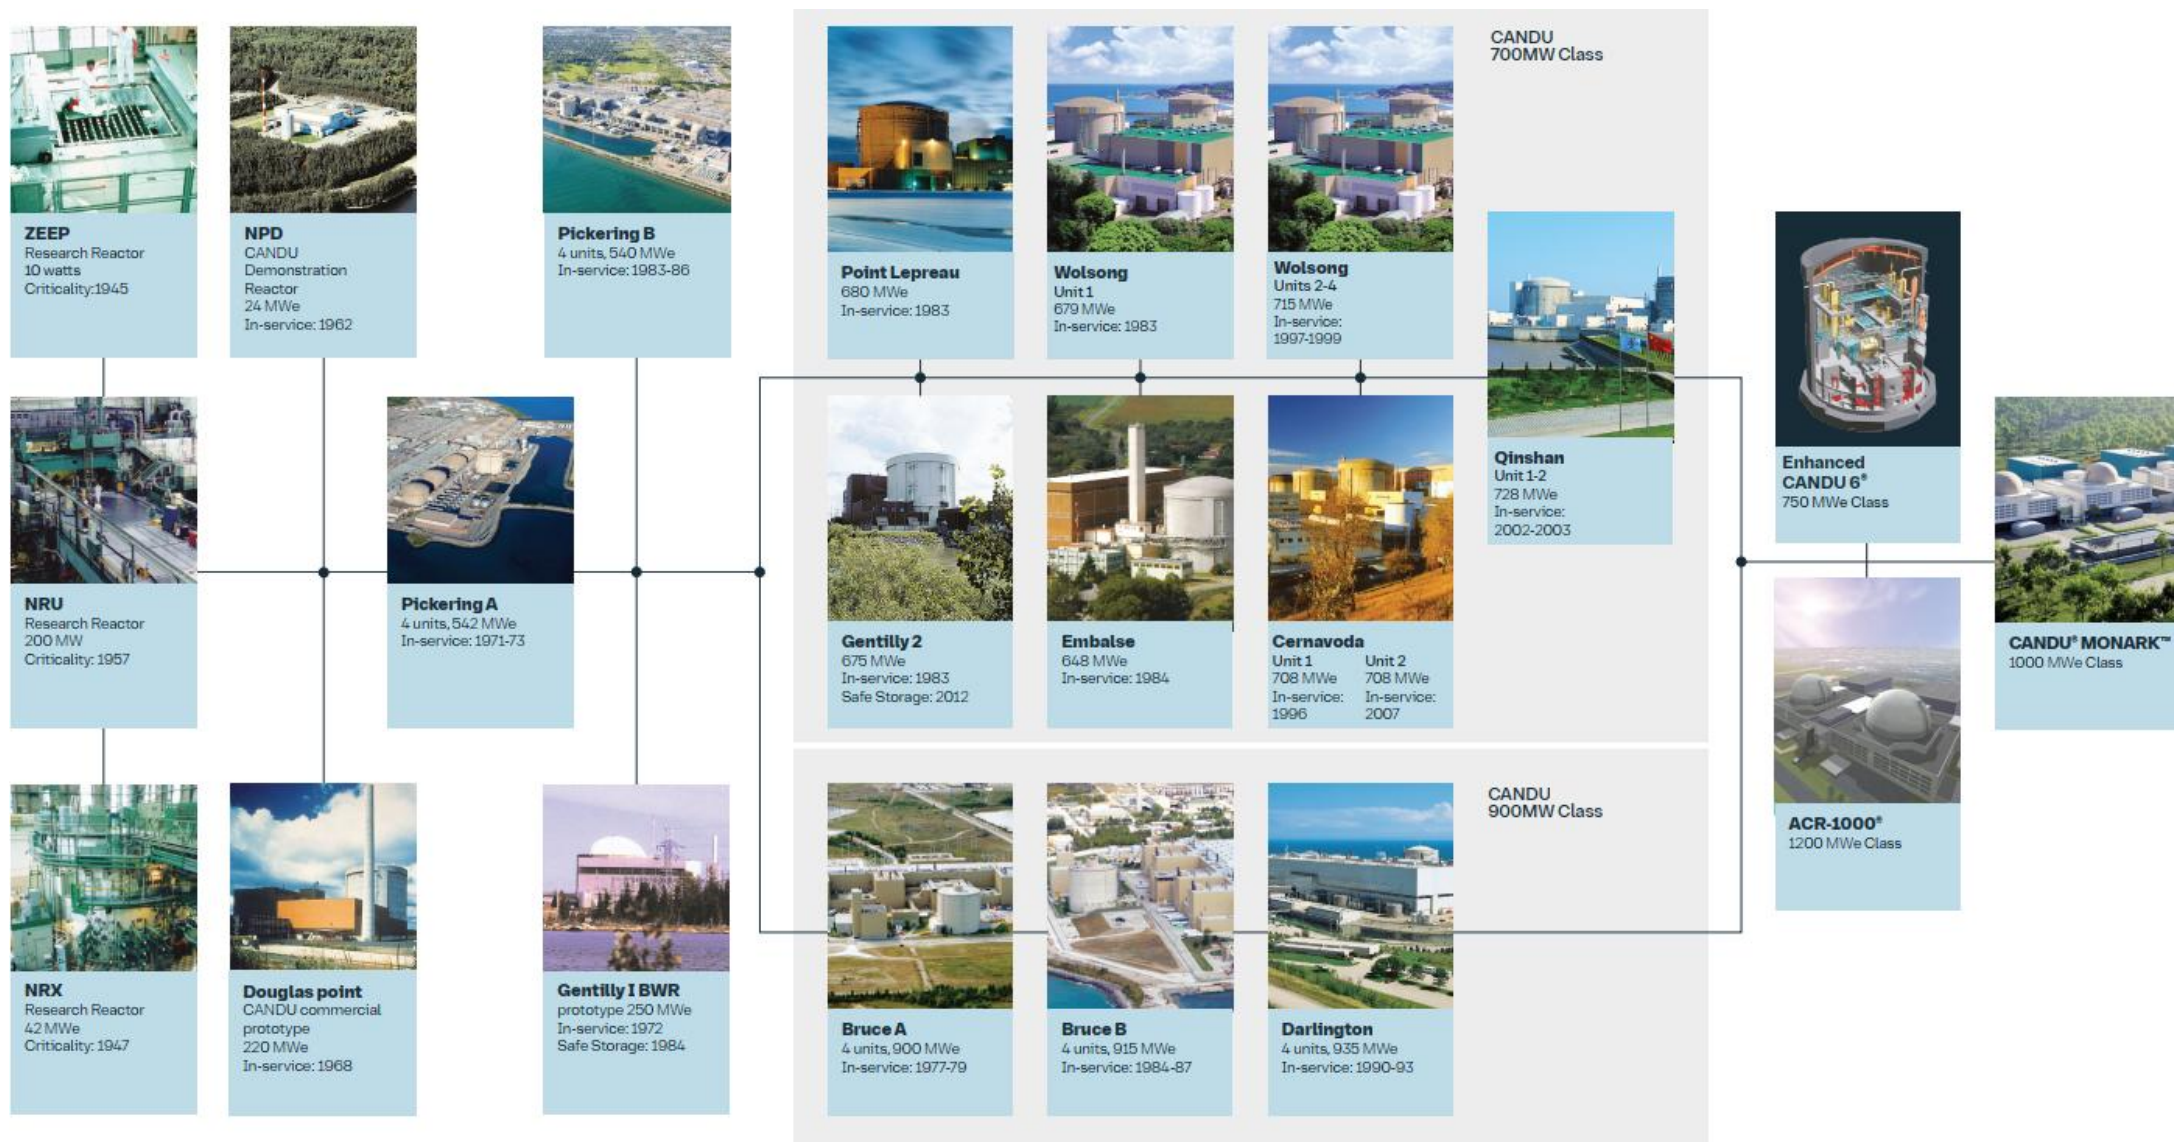 ZEEP
Research Reactor
10 watts
Criticality:1945
NPD
CANDU
Demonstration
Reactor
24 MWe
In-service: 1962
Pickering B
4 units, 540 MWe
In-service: 1983-86
CANDU
700MW Class
Point Lepreau
680 MWe
In-service: 1983
Wolsong
Unit 1
679 MWe
In-service: 1983
Wolsong
Units 2-4
715 MWe
In-service:
1997-1999
Qinshan
Unit 1-2
728 MWe
In-service:
2002-2003
Enhanced
CANDU 6®
750 MWe Class
NRU
Research Reactor
200 MW
Criticality: 1957
Pickering A
4 units, 542 MWe
In-service: 1971-73
Gentilly 2
675 MWe
In-service: 1983
Safe Storage: 2012
Embalse
648 MWe
In-service: 1984
Cernavoda
Unit 1
708 MWe
In-service:
1996
Unit 2
708 MWe
In-service:
2007
CANDU® MONARK™
1000 MWe Class
NRX
Research Reactor
42 MWe
Criticality: 1947
Douglas point
CANDU commercial
prototype
220 MWe
In-service: 1968
Gentilly I BWR
prototype 250 MWe
In-service: 1972
Safe Storage: 1984
CANDU
900MW Class
Bruce A
4 units, 900 MWe
In-service: 1977-79
Bruce B
4 units, 915 MWe
In-service: 1984-87
Darlington
4 units, 935 MWe
In-service: 1990-93
ACR-1000®
1200 MWe Class